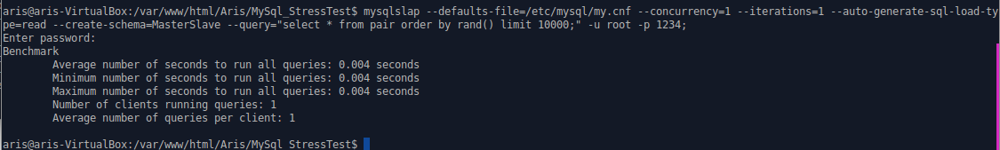 aris@aris-VirtualBox:/var/www/html/Aris/MySql_StressTest$ mysqlslap --defaults-file=/etc/mysql/my.cnf --concurrency=1 --iterations=1 --auto-generate-sql-load-ty
pe=read --create-schema=MasterSlave --query="select * from pair order by rand() limit 10000;" -u root -p 1234;
Enter password:
Benchmark
        Average number of seconds to run all queries: 0.004 seconds
        Minimum number of seconds to run all queries: 0.004 seconds
        Maximum number of seconds to run all queries: 0.004 seconds
        Number of clients running queries: 1
        Average number of queries per client: 1

aris@aris-VirtualBox:/var/www/html/Aris/MySql_StressTest$